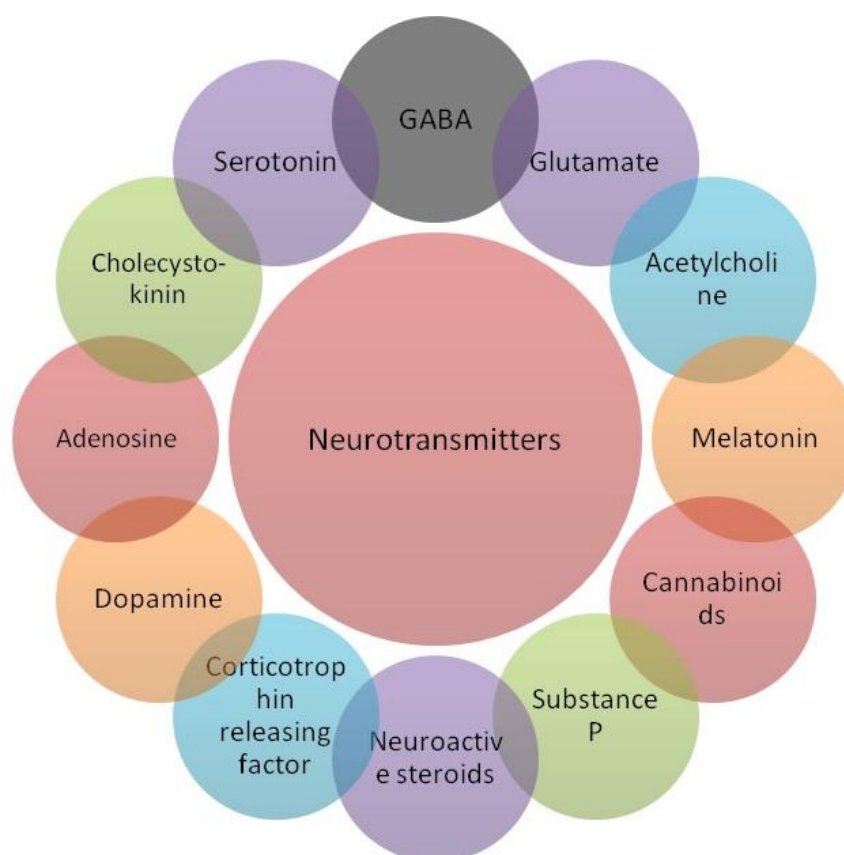 GABA
Glutamate
Acetylcholi
ne
Melatonin
Cannabinoi
ds
Substance
P
Neuroactiv
e steroids
Corticotrop
hin
releasing
factor
Dopamine
Adenosine
Cholecysto-
kinin
Serotonin
Neurotransmitters